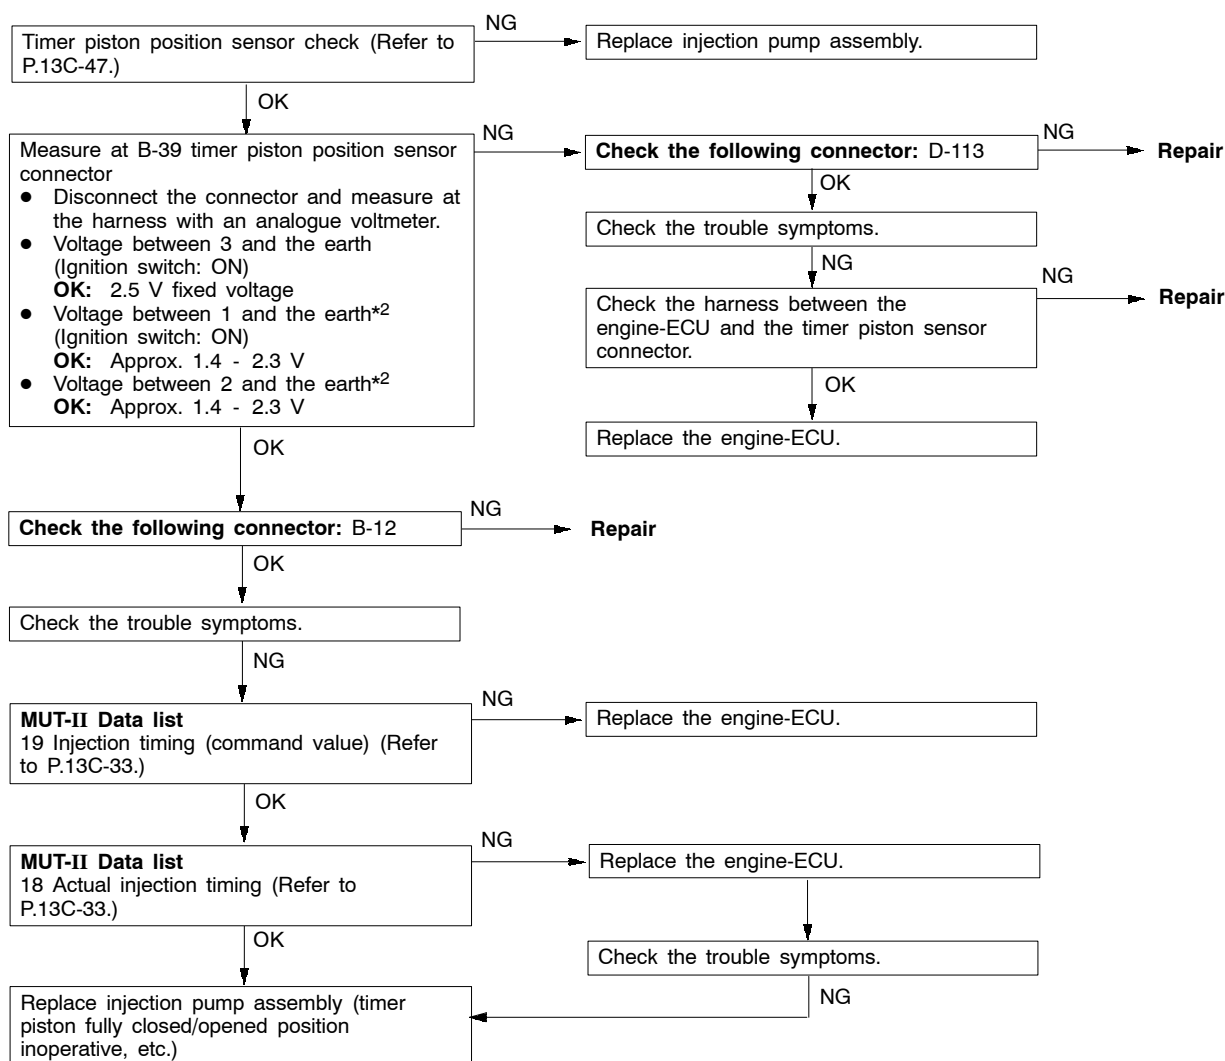 Timer piston position sensor check (Refer to
P.13C-47.)
NG
Replace injection pump assembly.
OK
Measure at B-39 timer piston position sensor
connector
● Disconnect the connector and measure at
the harness with an analogue voltmeter.
● Voltage between 3 and the earth
(Ignition switch: ON)
OK: 2.5 V fixed voltage
● Voltage between 1 and the earth*2
(Ignition switch: ON)
OK: Approx. 1.4 - 2.3 V
● Voltage between 2 and the earth*2
OK: Approx. 1.4 - 2.3 V
NG
Check the following connector: D-113
NG
Repair
OK
Check the trouble symptoms.
NG
Check the harness between the
engine-ECU and the timer piston sensor
connector.
NG
Repair
OK
Replace the engine-ECU.
OK
Check the following connector: B-12
NG
Repair
OK
Check the trouble symptoms.
NG
MUT-II Data list
19 Injection timing (command value) (Refer
to P.13C-33.)
NG
Replace the engine-ECU.
OK
MUT-II Data list
18 Actual injection timing (Refer to
P.13C-33.)
NG
Replace the engine-ECU.
Check the trouble symptoms.
NG
OK
Replace injection pump assembly (timer
piston fully closed/opened position
inoperative, etc.)